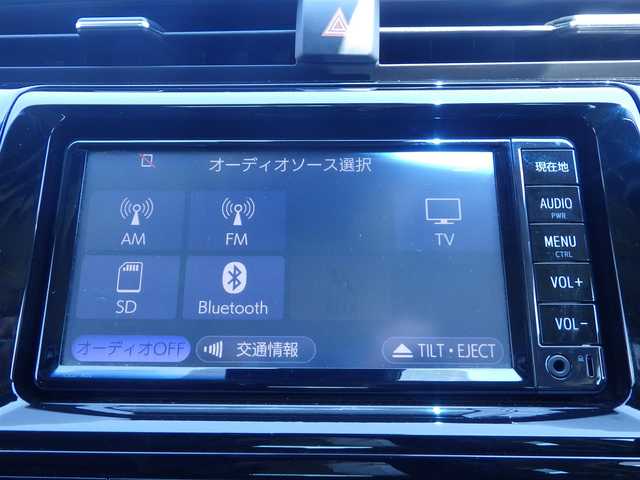 オーディオソース選択
AM
FM
TV
SD
Bluetooth
オーディオOFF
交通情報
TILT・EJECT
現在地
AUDIO
PWR
MENU
CTRL
VOL+
VOL−